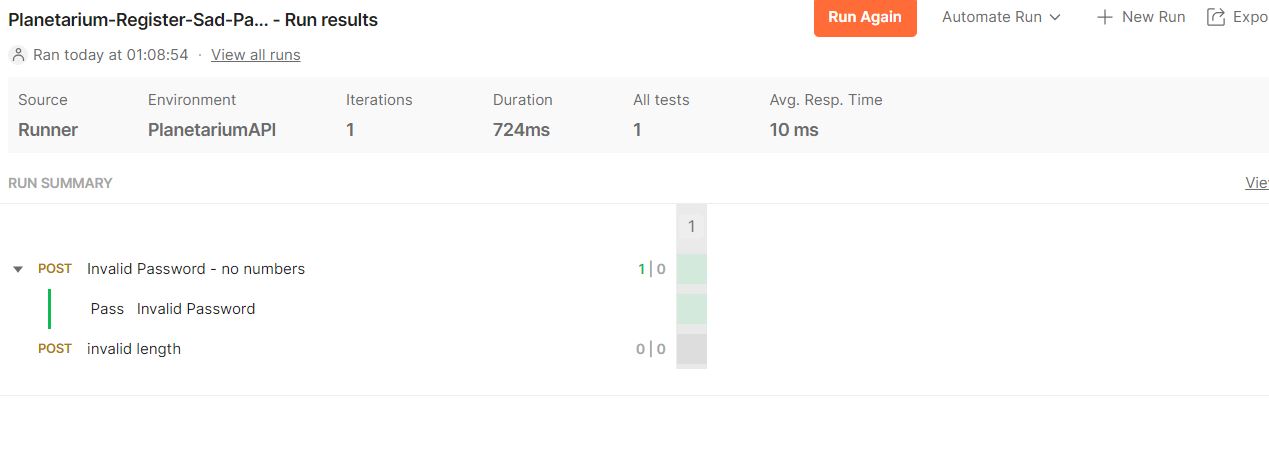 Planetarium-Register-Sad-Pa... - Run results
Run Again
Automate Run
New Run
Expo
Ran today at 01:08:54 · View all runs
Source Environment Iterations Duration All tests Avg. Resp. Time
Runner PlanetariumAPI 1 724ms 1 10 ms
RUN SUMMARY
Vie
1
POST Invalid Password - no numbers 1 | 0
Pass Invalid Password
POST invalid length 0 | 0